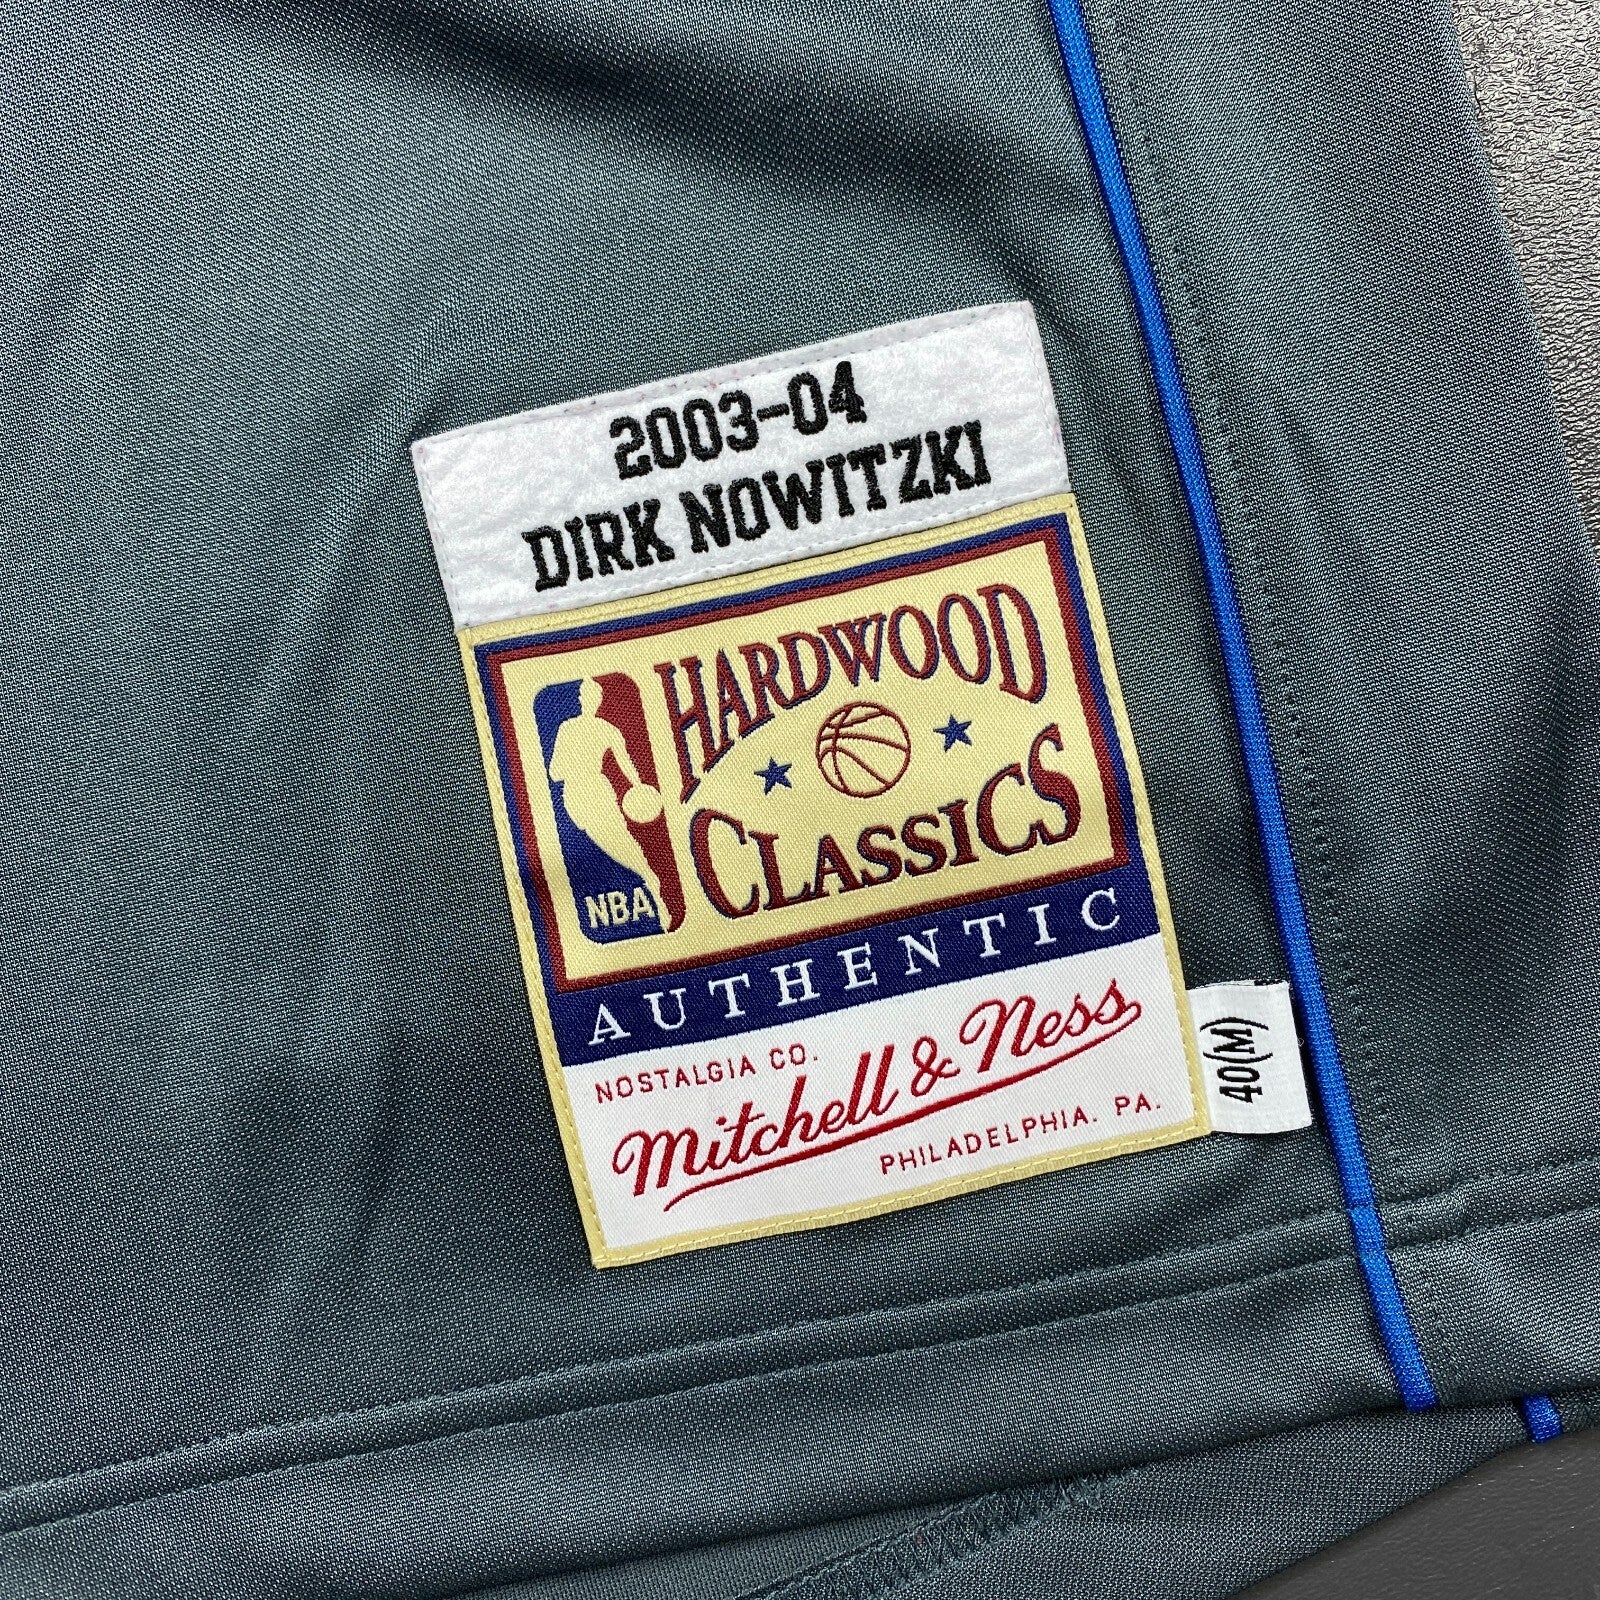 2003-04
DIRK NOWITZKI
HARDWOOD
CLASSICS
NBA
AUTHENTIC
NOSTALGIA CO.
Mitchell & Ness
PHILADELPHIA. PA.
40(M)